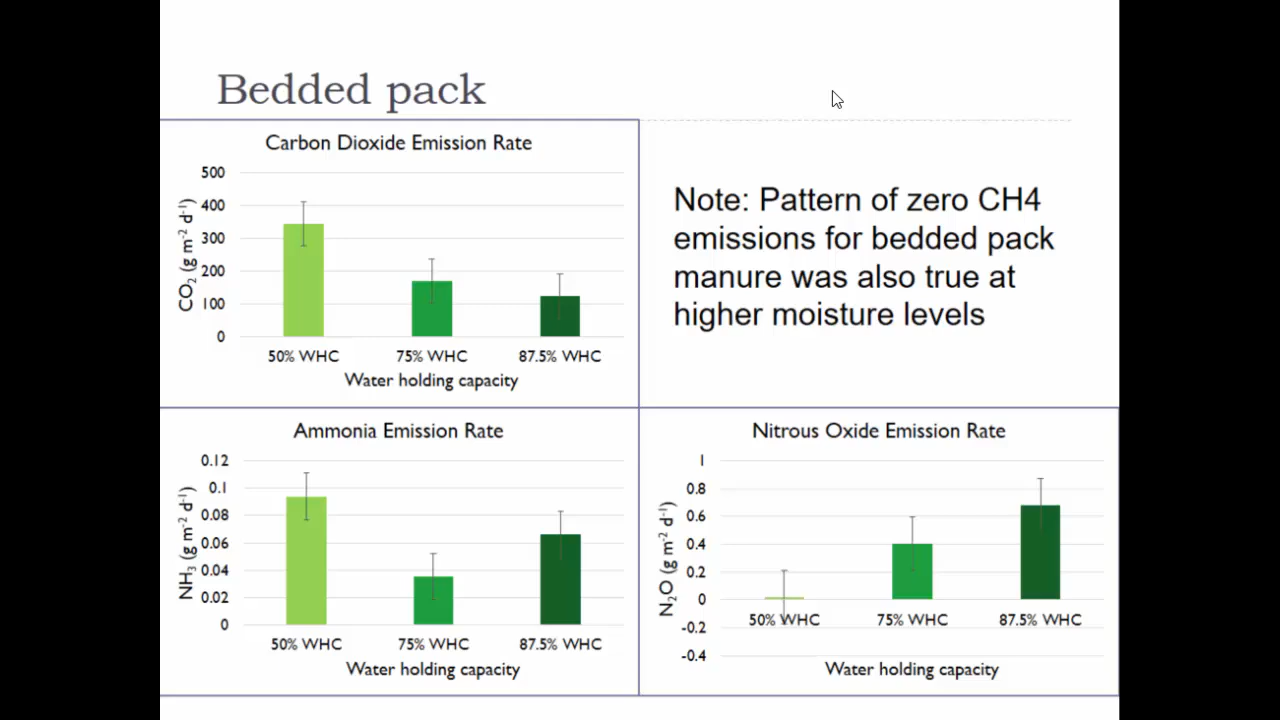 Bedded pack
Carbon Dioxide Emission Rate
500
400
300
200
100
0
CO2 (g m-2 d-1)
50% WHC 75% WHC 87.5% WHC
Water holding capacity
Note: Pattern of zero CH4
emissions for bedded pack
manure was also true at
higher moisture levels
Ammonia Emission Rate
0.12
0.1
0.08
0.06
0.04
0.02
0
NH3 (g m-2 d-1)
50% WHC 75% WHC 87.5% WHC
Water holding capacity
Nitrous Oxide Emission Rate
1
0.8
0.6
0.4
0.2
0
-0.2
-0.4
N2O (g m-2 d-1)
50% WHC 75% WHC 87.5% WHC
Water holding capacity